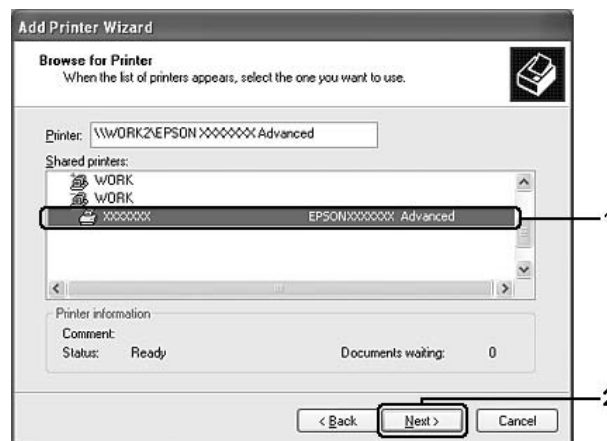 Add Printer Wizard
Browse for Printer
When the list of printers appears, select the one you want to use.
Printer: \\WORK2\EPSON XXXXXXX Advanced
Shared printers:
WORK
WORK
XXXXXXX EPSONXXXXXXX Advanced
1
Printer information
Comment:
Status: Ready Documents waiting: 0
2
< Back Next > Cancel